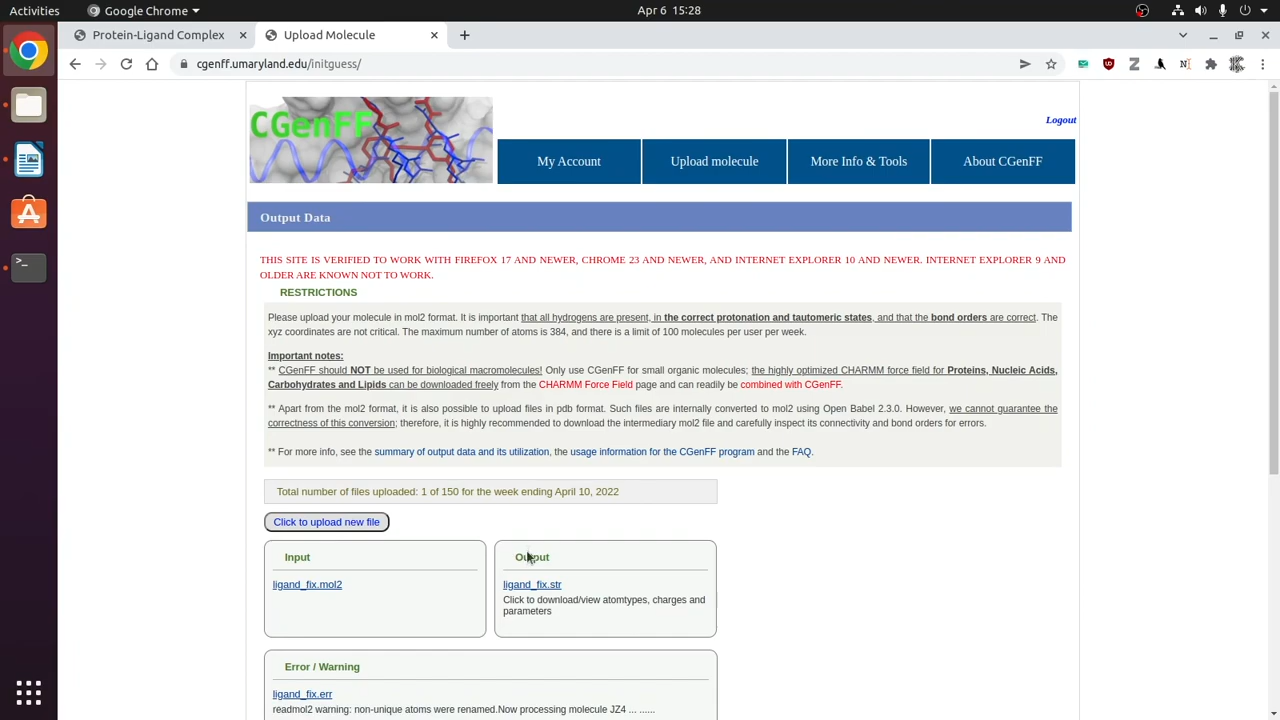 Activities
Google Chrome
Apr 6 15:28
Protein-Ligand Complex
Upload Molecule
cgenff.umaryland.edu/initguess/
CGenFF
Logout
My Account
Upload molecule
More Info & Tools
About CGenFF
Output Data
THIS SITE IS VERIFIED TO WORK WITH FIREFOX 17 AND NEWER, CHROME 23 AND NEWER, AND INTERNET EXPLORER 10 AND NEWER. INTERNET EXPLORER 9 AND
OLDER ARE KNOWN NOT TO WORK.
RESTRICTIONS
Please upload your molecule in mol2 format. It is important that all hydrogens are present, in the correct protonation and tautomeric states, and that the bond orders are correct. The
xyz coordinates are not critical. The maximum number of atoms is 384, and there is a limit of 100 molecules per user per week.
Important notes:
** CGenFF should NOT be used for biological macromolecules! Only use CGenFF for small organic molecules; the highly optimized CHARMM force field for Proteins, Nucleic Acids,
Carbohydrates and Lipids can be downloaded freely from the CHARMM Force Field page and can readily be combined with CGenFF.
** Apart from the mol2 format, it is also possible to upload files in pdb format. Such files are internally converted to mol2 using Open Babel 2.3.0. However, we cannot guarantee the
correctness of this conversion; therefore, it is highly recommended to download the intermediary mol2 file and carefully inspect its connectivity and bond orders for errors.
** For more info, see the summary of output data and its utilization, the usage information for the CGenFF program and the FAQ.
Total number of files uploaded: 1 of 150 for the week ending April 10, 2022
Click to upload new file
Input
ligand_fix.mol2
Output
ligand_fix.str
Click to download/view atomtypes, charges and
parameters
Error / Warning
ligand_fix.err
readmol2 warning: non-unique atoms were renamed.Now processing molecule JZ4 ... ......